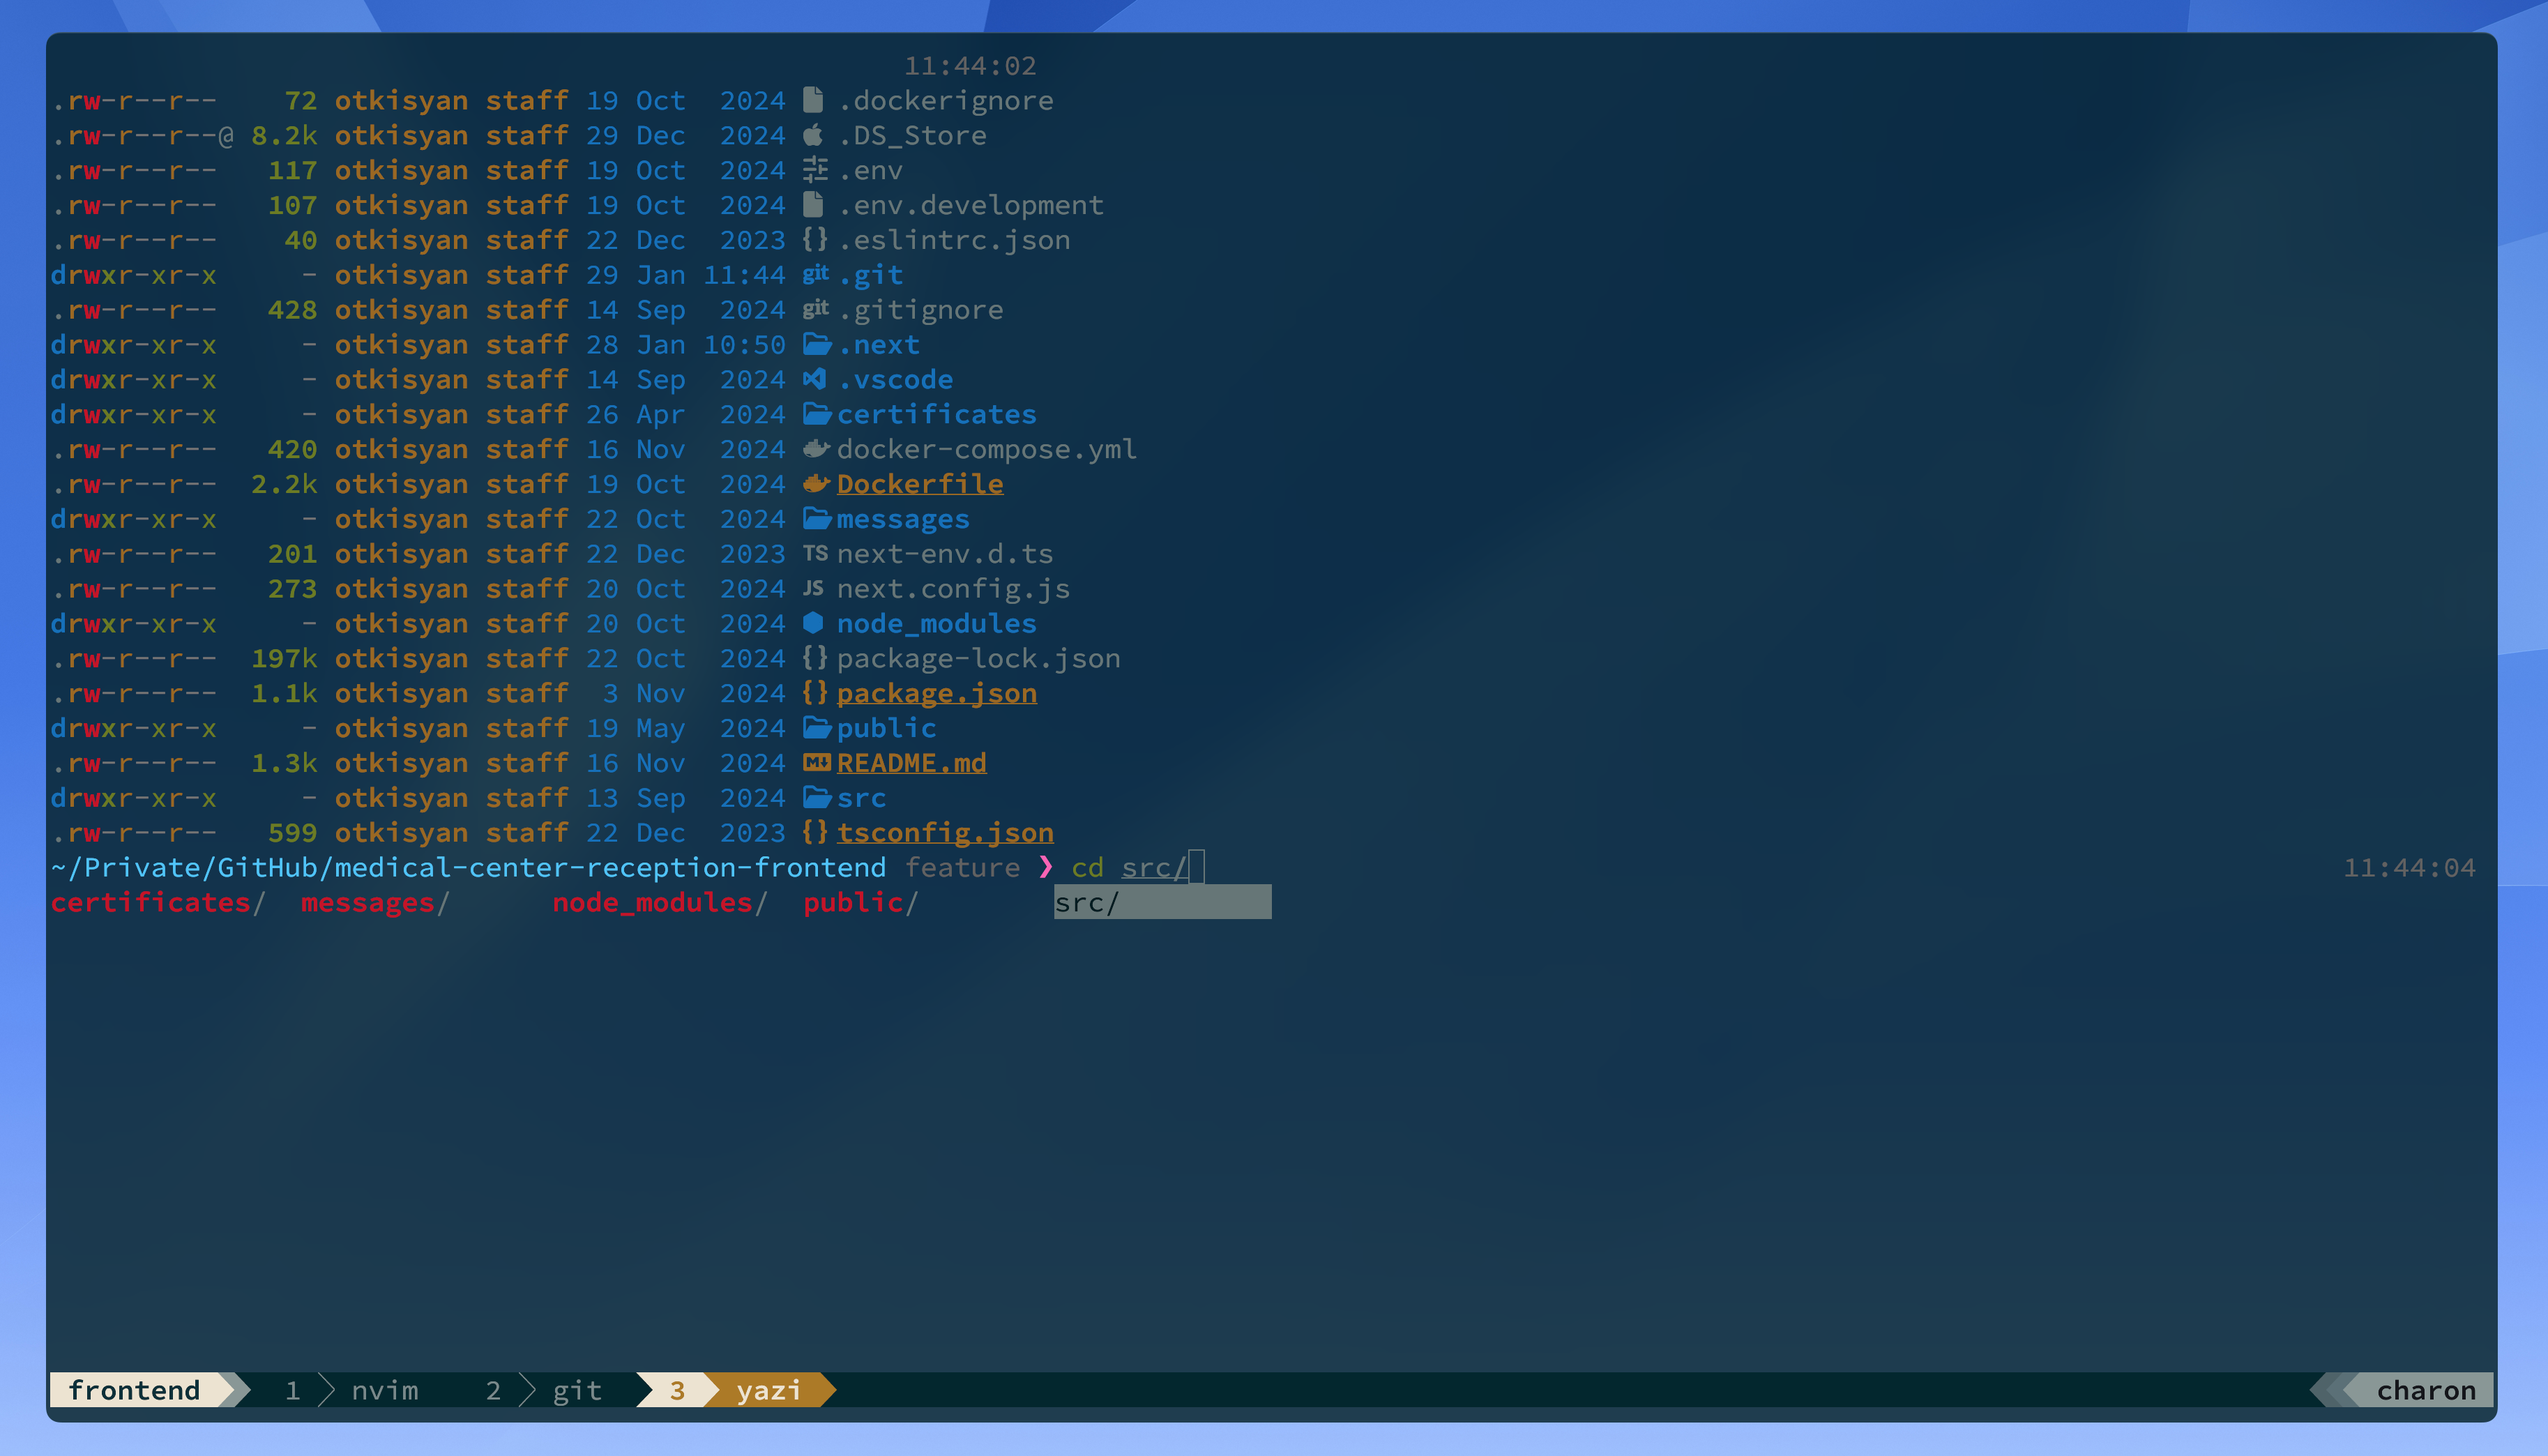 11:44:02
.rw-r--r-- 72 otkisyan staff 19 Oct 2024 .dockerignore
.rw-r--r--@ 8.2k otkisyan staff 29 Dec 2024 .DS_Store
.rw-r--r-- 117 otkisyan staff 19 Oct 2024 .env
.rw-r--r-- 107 otkisyan staff 19 Oct 2024 .env.development
.rw-r--r-- 40 otkisyan staff 22 Dec 2023 {} .eslintrc.json
drwxr-xr-x - otkisyan staff 29 Jan 11:44 git .git
.rw-r--r-- 428 otkisyan staff 14 Sep 2024 git .gitignore
drwxr-xr-x - otkisyan staff 28 Jan 10:50 .next
drwxr-xr-x - otkisyan staff 14 Sep 2024 .vscode
drwxr-xr-x - otkisyan staff 26 Apr 2024 certificates
.rw-r--r-- 420 otkisyan staff 16 Nov 2024 docker-compose.yml
.rw-r--r-- 2.2k otkisyan staff 19 Oct 2024 Dockerfile
drwxr-xr-x - otkisyan staff 22 Oct 2024 messages
.rw-r--r-- 201 otkisyan staff 22 Dec 2023 TS next-env.d.ts
.rw-r--r-- 273 otkisyan staff 20 Oct 2024 JS next.config.js
drwxr-xr-x - otkisyan staff 20 Oct 2024 node_modules
.rw-r--r-- 197k otkisyan staff 22 Oct 2024 {} package-lock.json
.rw-r--r-- 1.1k otkisyan staff 3 Nov 2024 {} package.json
drwxr-xr-x - otkisyan staff 19 May 2024 public
.rw-r--r-- 1.3k otkisyan staff 16 Nov 2024 M↓ README.md
drwxr-xr-x - otkisyan staff 13 Sep 2024 src
.rw-r--r-- 599 otkisyan staff 22 Dec 2023 {} tsconfig.json
~/Private/GitHub/medical-center-reception-frontend feature ❯ cd src/ 11:44:04
certificates/ messages/ node_modules/ public/ src/
frontend 1 nvim 2 git 3 yazi charon